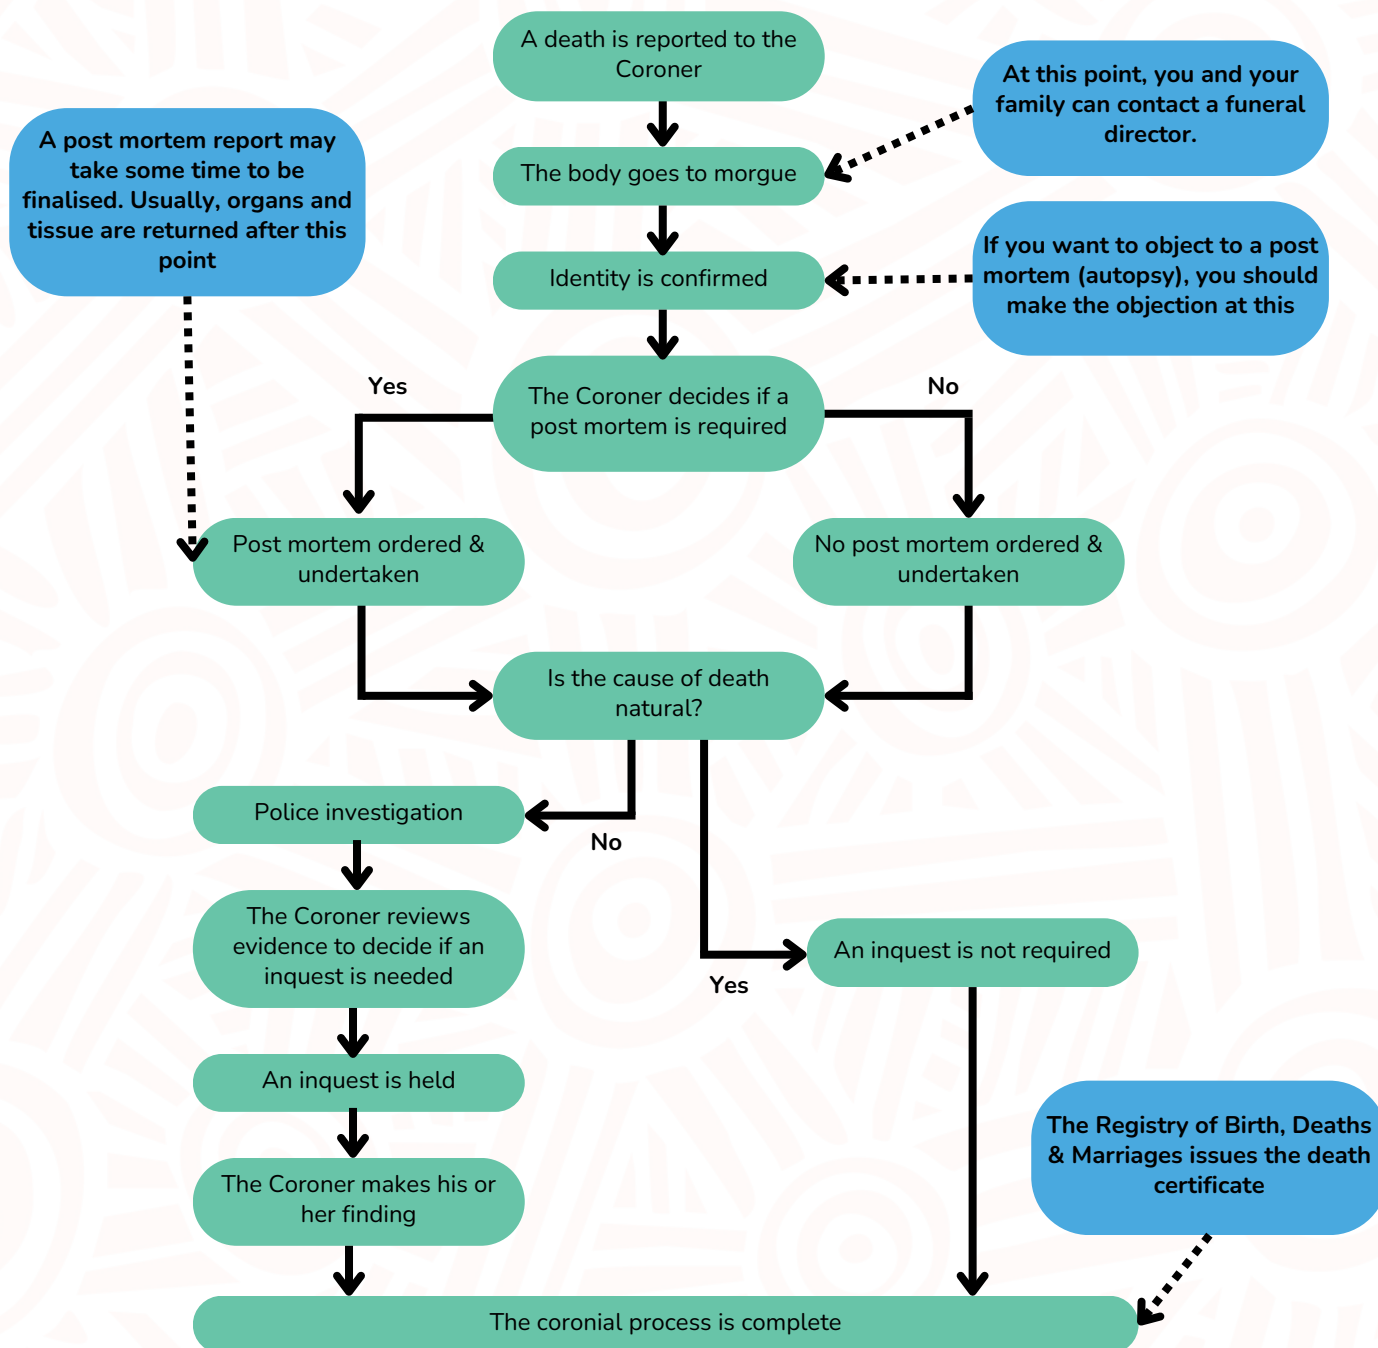 A death is reported to the
Coroner
At this point, you and your
family can contact a funeral
director.
A post mortem report may
take some time to be
finalised. Usually, organs and
tissue are returned after this
point
The body goes to morgue
If you want to object to a post
mortem (autopsy), you should
make the objection at this
Identity is confirmed
Yes
The Coroner decides if a
post mortem is required
No
Post mortem ordered &
undertaken
No post mortem ordered &
undertaken
Is the cause of death
natural?
Police investigation
No
The Coroner reviews
evidence to decide if an
inquest is needed
An inquest is not required
Yes
An inquest is held
The Coroner makes his or
her finding
The Registry of Birth, Deaths
& Marriages issues the death
certificate
The coronial process is complete